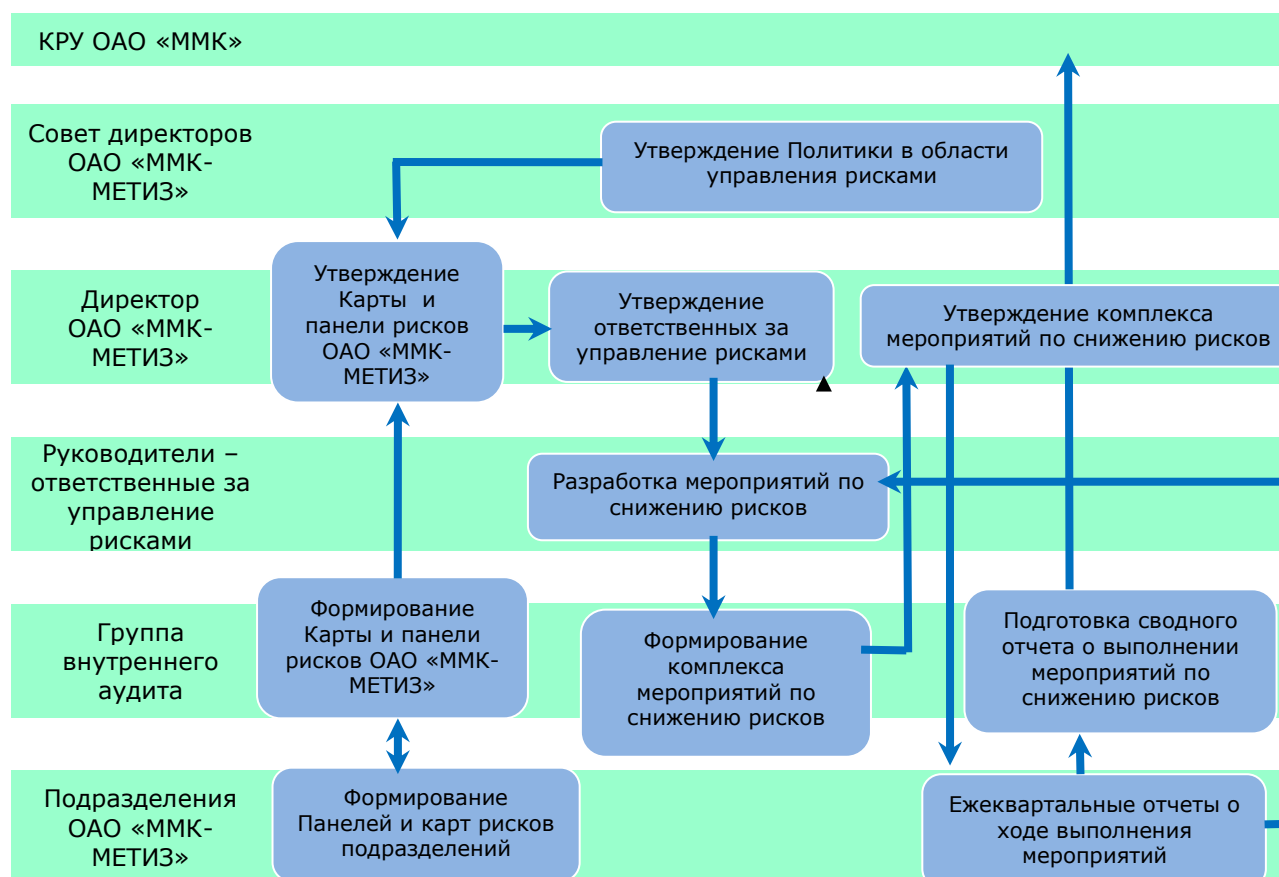 КРУ ОАО «ММК»
Совет директоров
ОАО «ММК-
МЕТИЗ»
Утверждение Политики в области
управления рисками
Директор
ОАО «ММК-
МЕТИЗ»
Утверждение
Карты и
панели рисков
ОАО «ММК-
МЕТИЗ»
Утверждение
ответственных за
управление рисками
Утверждение комплекса
мероприятий по снижению рисков
Руководители –
ответственные за
управление
рисками
Разработка мероприятий по
снижению рисков
Группа
внутреннего
аудита
Формирование
Карты и панели
рисков ОАО «ММК-
МЕТИЗ»
Формирование
комплекса
мероприятий по
снижению рисков
Подготовка сводного
отчета о выполнении
мероприятий по
снижению рисков
Подразделения
ОАО «ММК-
МЕТИЗ»
Формирование
Панелей и карт рисков
подразделений
Ежеквартальные отчеты о
ходе выполнения
мероприятий